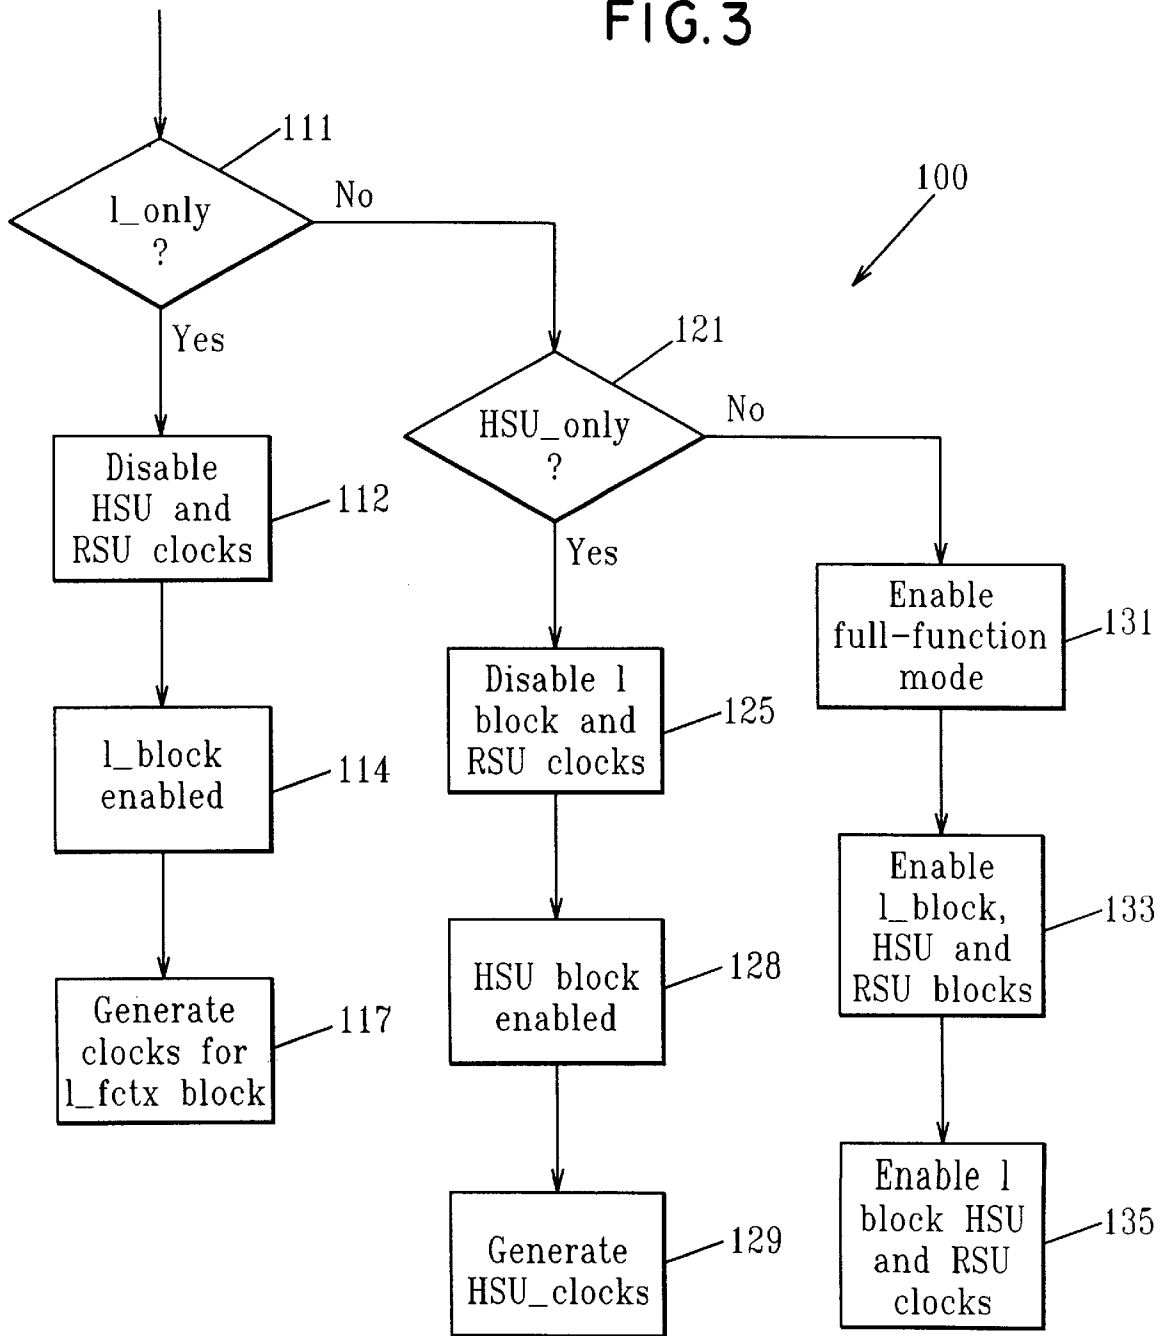 FIG.3
111
l_only
?
No
100
Yes
121
HSU_only
?
No
Disable
HSU and
RSU clocks
112
Yes
Enable
full-function
mode
131
Disable l
block and
RSU clocks
125
l_block
enabled
114
Enable
l_block,
HSU and
RSU blocks
133
HSU block
enabled
128
Generate
clocks for
l_fctx block
117
Enable l
block HSU
and RSU
clocks
135
Generate
HSU_clocks
129